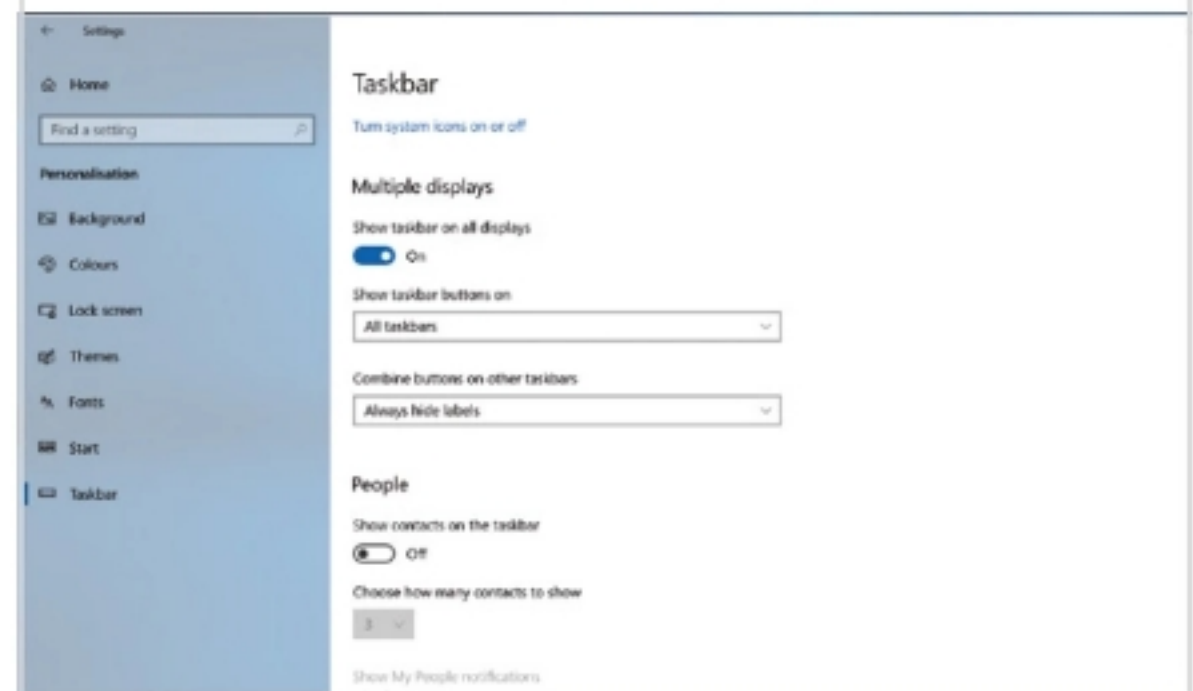 Settings
Home
Find a setting
Personalisation
Background
Colours
Lock screen
Themes
Fonts
Start
Taskbar
Taskbar
Turn system icons on or off
Multiple displays
Show taskbar on all displays
On
Show taskbar buttons on
All taskbars
Combine buttons on other taskbars
Always hide labels
People
Show contacts on the taskbar
Off
Choose how many contacts to show
3
Show My People notifications